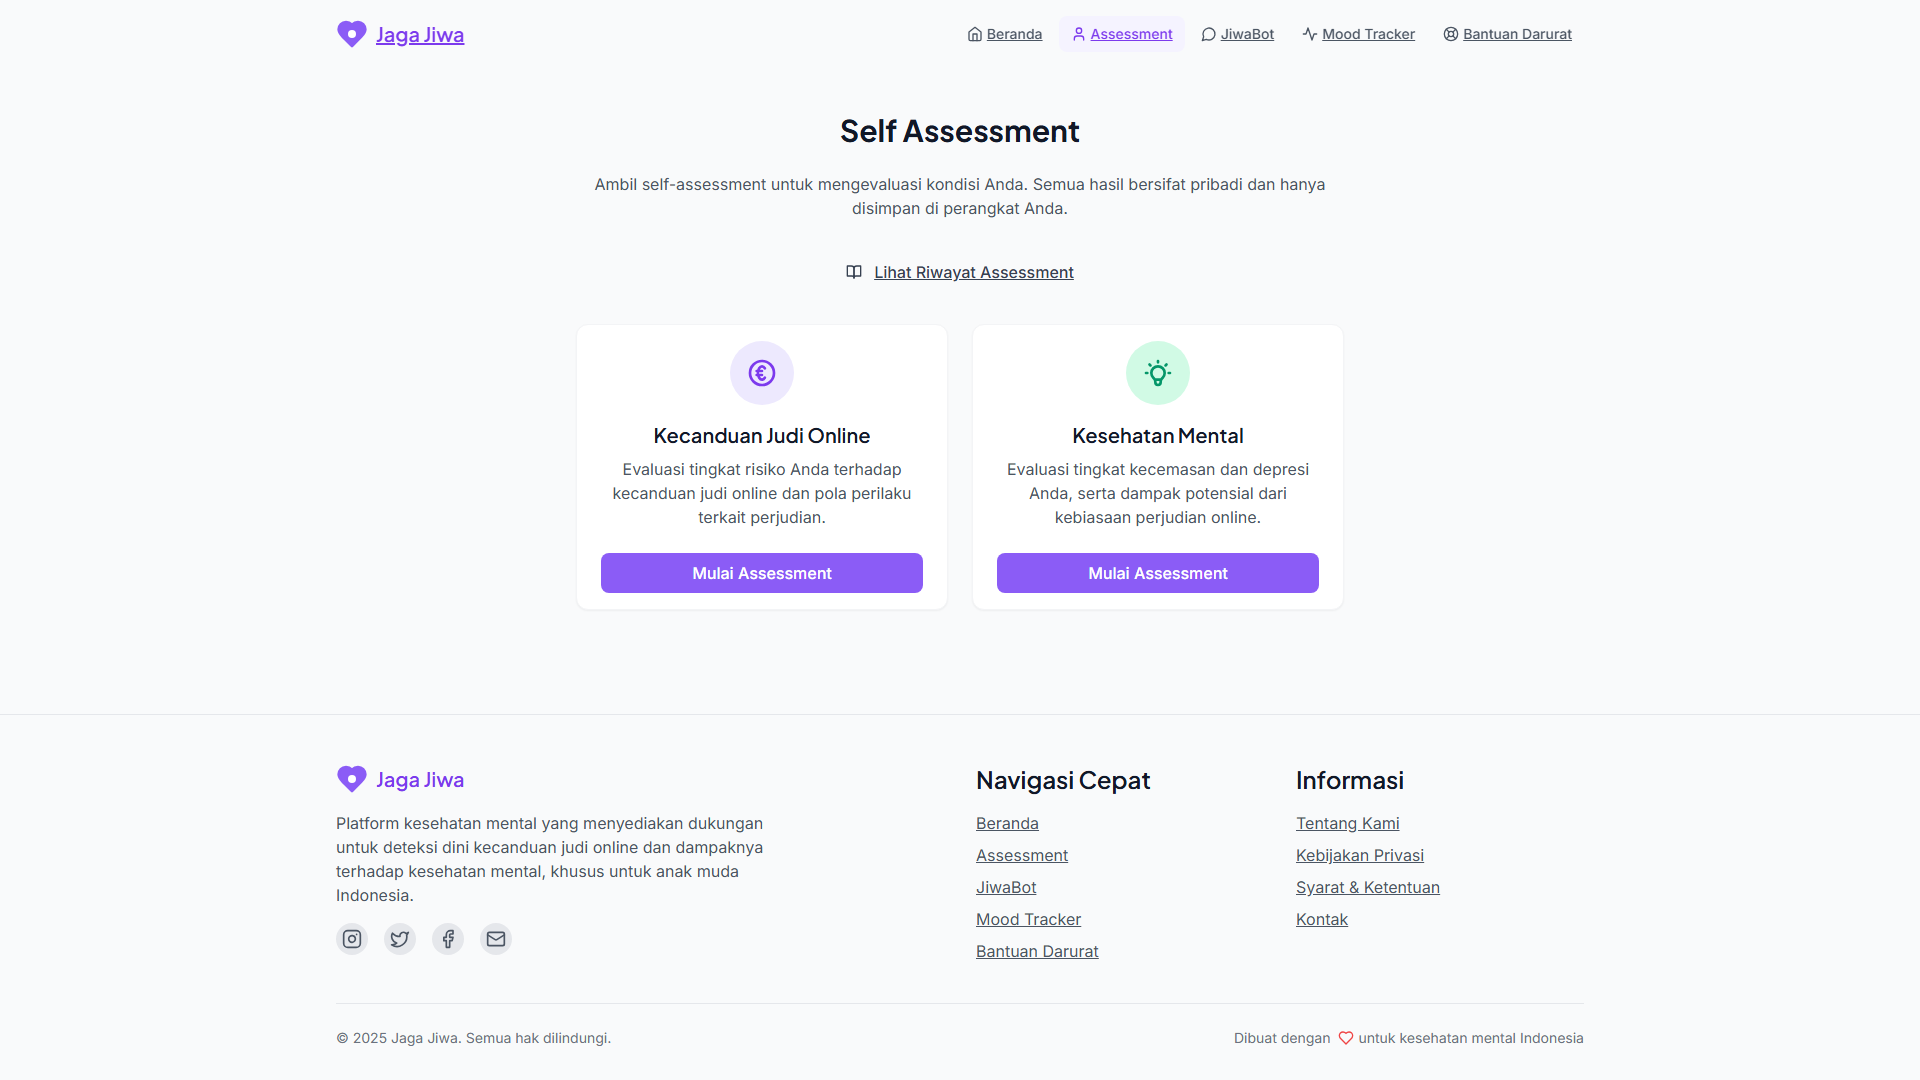 Jaga Jiwa
Beranda
Assessment
JiwaBot
Mood Tracker
Bantuan Darurat
Self Assessment
Ambil self-assessment untuk mengevaluasi kondisi Anda. Semua hasil bersifat pribadi dan hanya
disimpan di perangkat Anda.
Lihat Riwayat Assessment
Kecanduan Judi Online
Evaluasi tingkat risiko Anda terhadap
kecanduan judi online dan pola perilaku
terkait perjudian.
Mulai Assessment
Kesehatan Mental
Evaluasi tingkat kecemasan dan depresi
Anda, serta dampak potensial dari
kebiasaan perjudian online.
Mulai Assessment
Jaga Jiwa
Platform kesehatan mental yang menyediakan dukungan
untuk deteksi dini kecanduan judi online dan dampaknya
terhadap kesehatan mental, khusus untuk anak muda
Indonesia.
Navigasi Cepat
Beranda
Assessment
JiwaBot
Mood Tracker
Bantuan Darurat
Informasi
Tentang Kami
Kebijakan Privasi
Syarat & Ketentuan
Kontak
© 2025 Jaga Jiwa. Semua hak dilindungi.
Dibuat dengan untuk kesehatan mental Indonesia